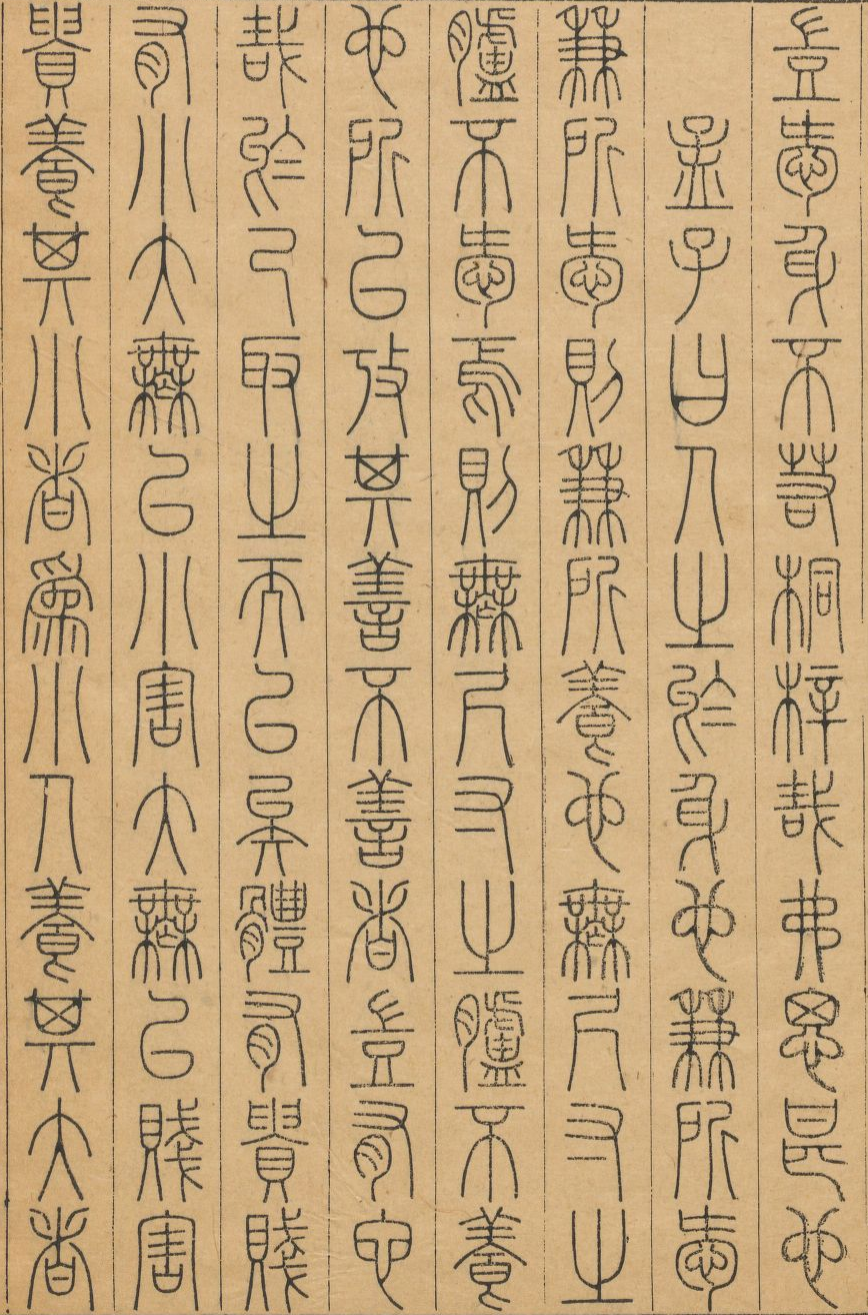 豈愛身不若桐梓哉弗思甚也
孟子曰人之於身也兼所愛
兼所愛則兼所養也無尺寸之
膚不愛焉則無尺寸之膚不養
也所以考其善不善者豈有他
哉於己取之而已矣體有貴賤
有小大無以小害大無以賤害
貴養其小者為小人養其大者